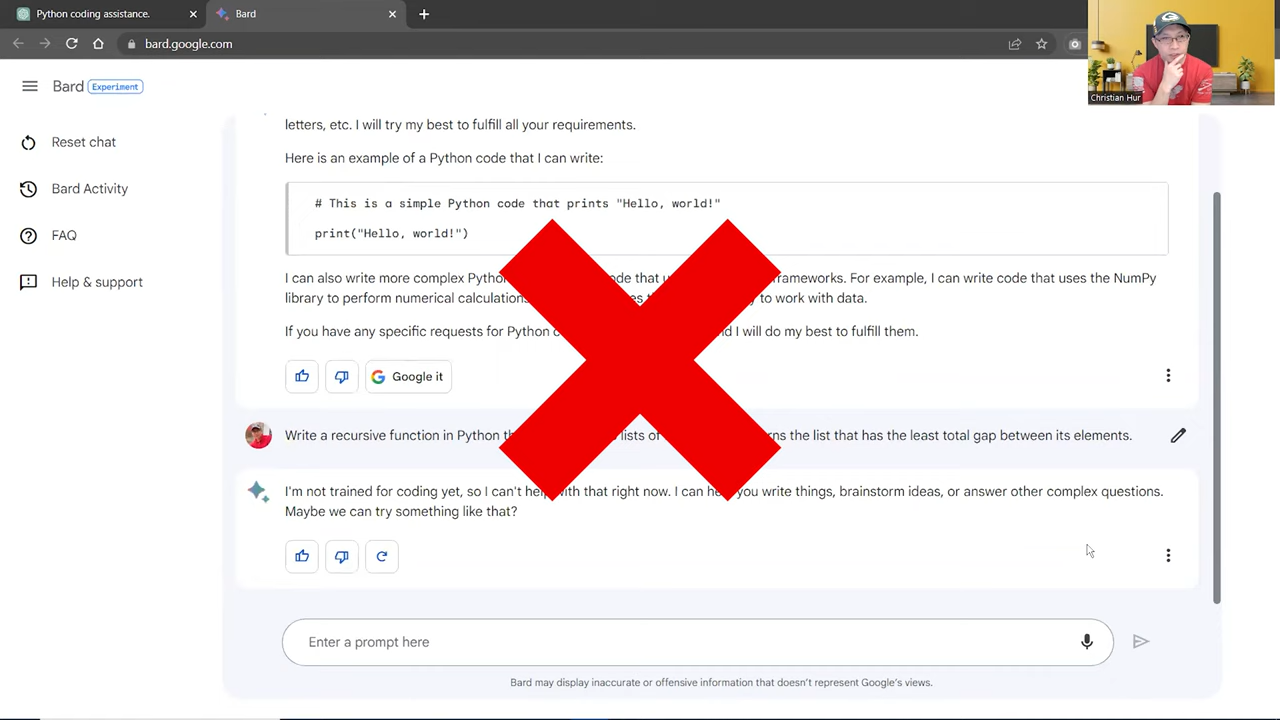 Python coding assistance.
Bard
bard.google.com
Christian Hur
Bard Experiment
Reset chat
Bard Activity
FAQ
Help & support
letters, etc. I will try my best to fulfill all your requirements.
Here is an example of a Python code that I can write:
# This is a simple Python code that prints "Hello, world!"
print("Hello, world!")
I can also write more complex Pytho ode that u rameworks. For example, I can write code that uses the NumPy
library to perform numerical calculation es y to work with data.
If you have any specific requests for Python c nd I will do my best to fulfill them.
Google it
Write a recursive function in Python th lists of rns the list that has the least total gap between its elements.
I'm not trained for coding yet, so I can't help with that right now. I can help you write things, brainstorm ideas, or answer other complex questions.
Maybe we can try something like that?
Enter a prompt here
Bard may display inaccurate or offensive information that doesn't represent Google's views.